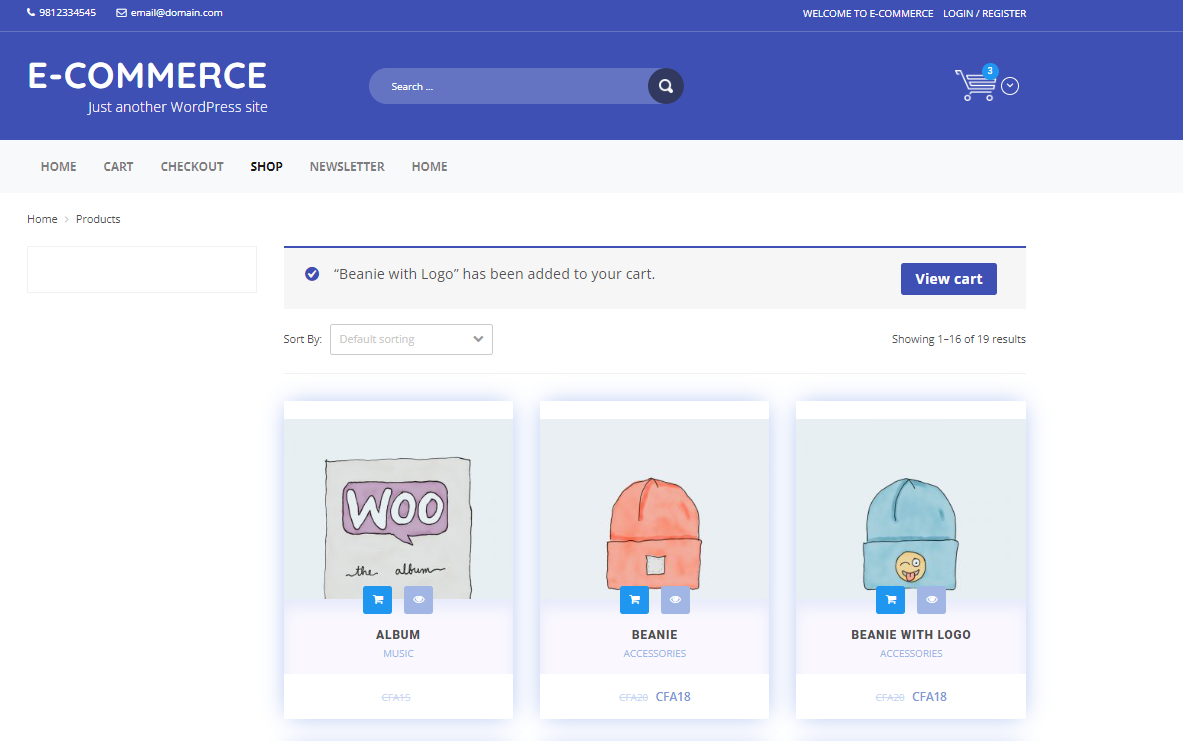 9812334545 email@domain.com WELCOME TO E-COMMERCE LOGIN / REGISTER
E-COMMERCE
Just another WordPress site
Search ...
3
HOME CART CHECKOUT SHOP NEWSLETTER HOME
Home > Products
“Beanie with Logo” has been added to your cart. View cart
Sort By: Default sorting Showing 1–16 of 19 results
WOO
the album
ALBUM
MUSIC
CFA15
BEANIE
ACCESSORIES
CFA20 CFA18
BEANIE WITH LOGO
ACCESSORIES
CFA20 CFA18